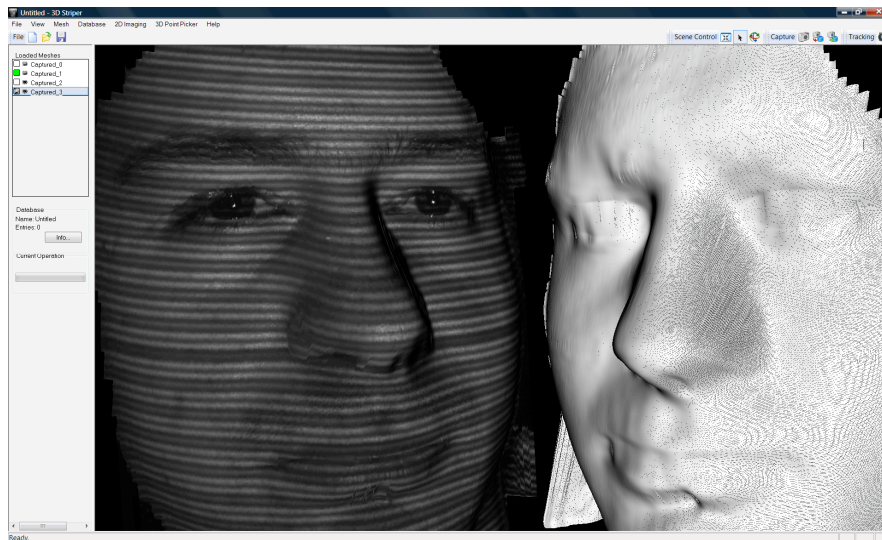 Untitled - 3D Striper
File View Mesh Database 2D Imaging 3D Point Picker Help
File Scene Control Capture Tracking
Loaded Meshes
Captured_0
Captured_1
Captured_2
Captured_3
Database
Name: Untitled
Entries: 0
Info...
Current Operation
Ready.